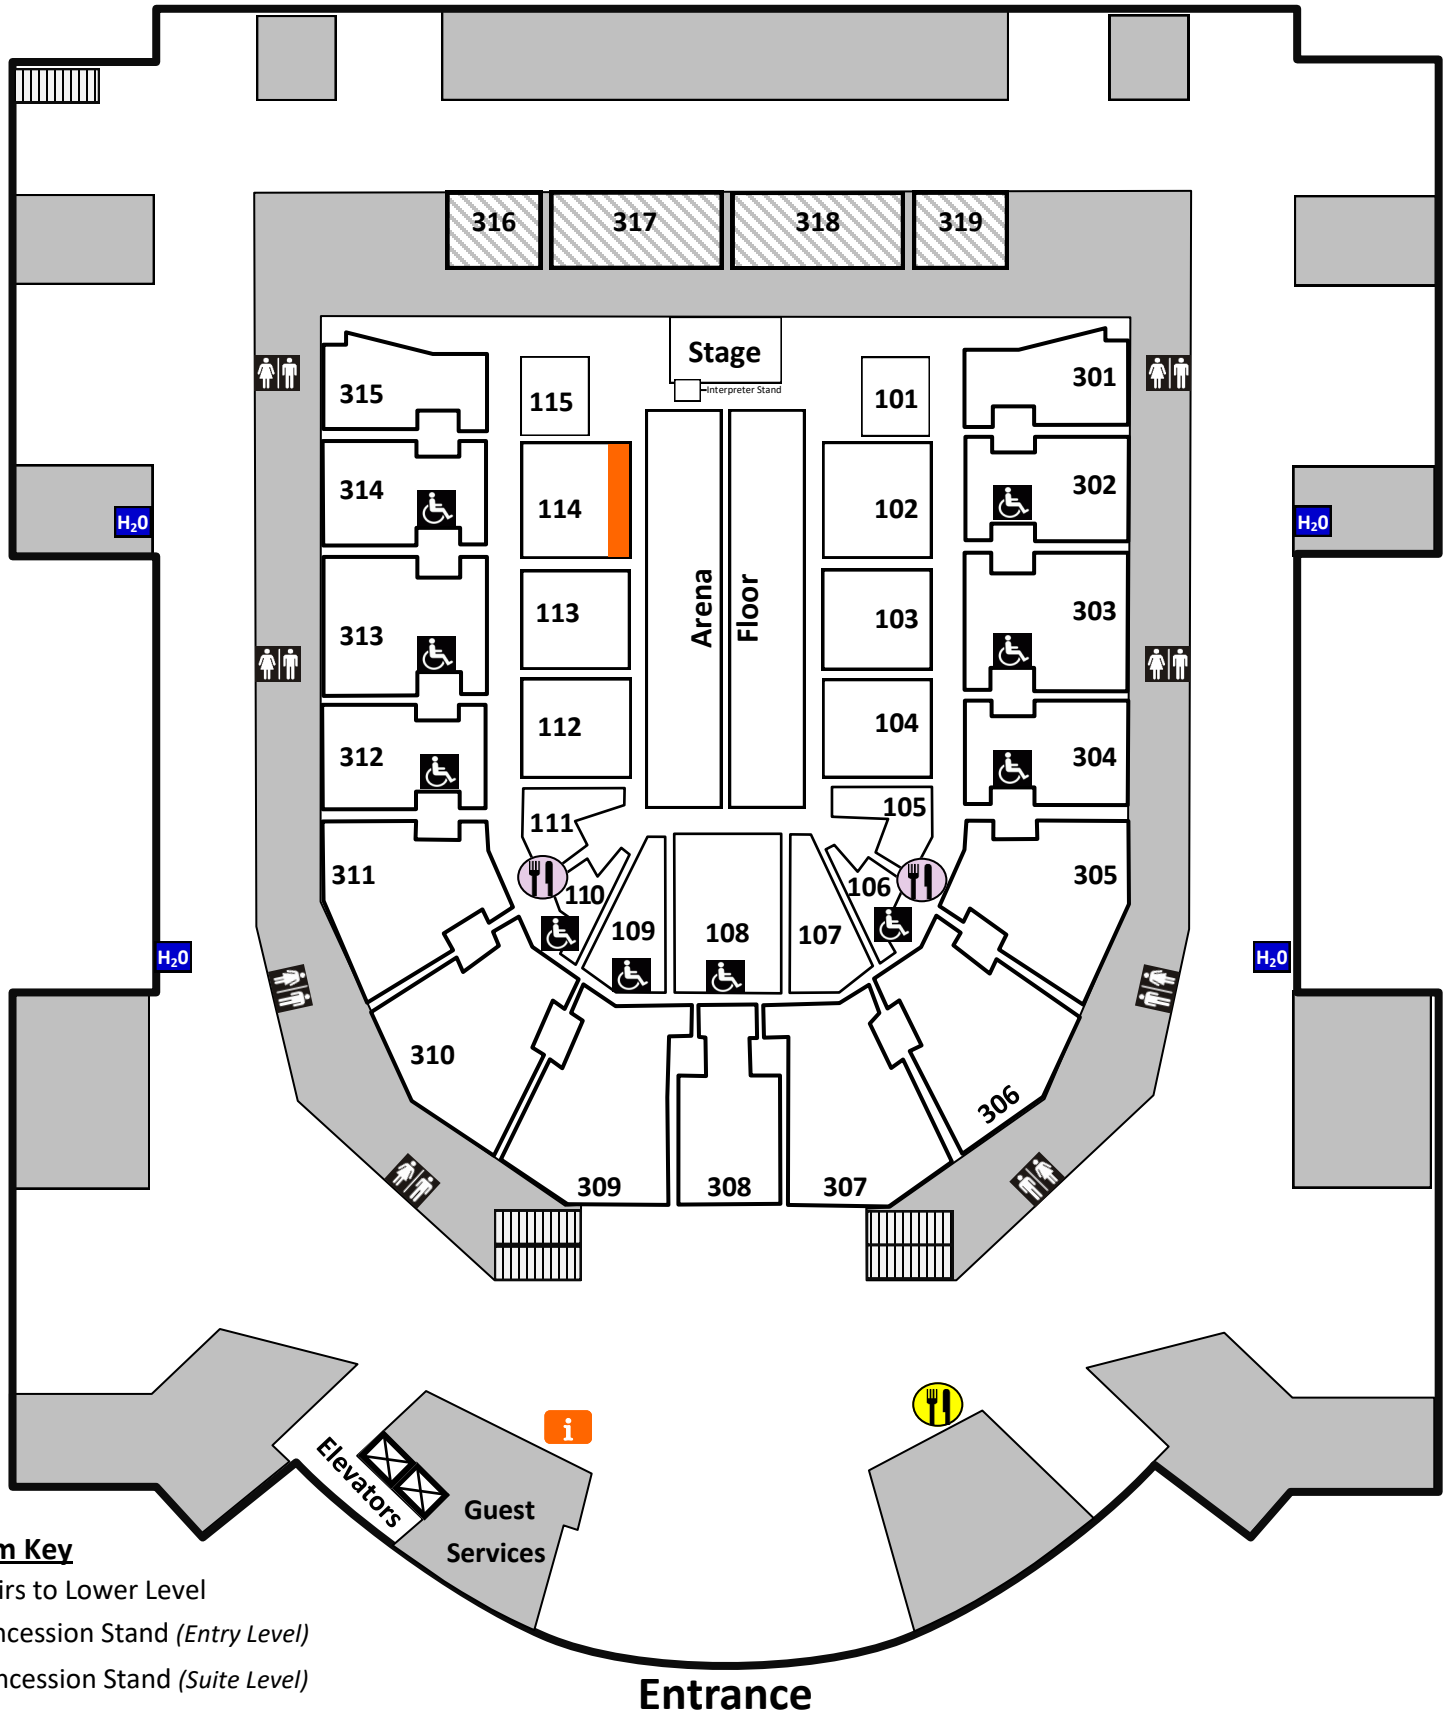 316 317 318 319
Stage
Interpreter Stand
315 115 101 301
314 114 102 302
H20 H20
313 113 Arena Floor 103 303
312 112 104 304
111 105
311 110 106 305
109 108 107
H20 H20
310 306
309 308 307
i
Elevators
Guest
Services
m Key
irs to Lower Level
ncession Stand (Entry Level)
ncession Stand (Suite Level)
Entrance